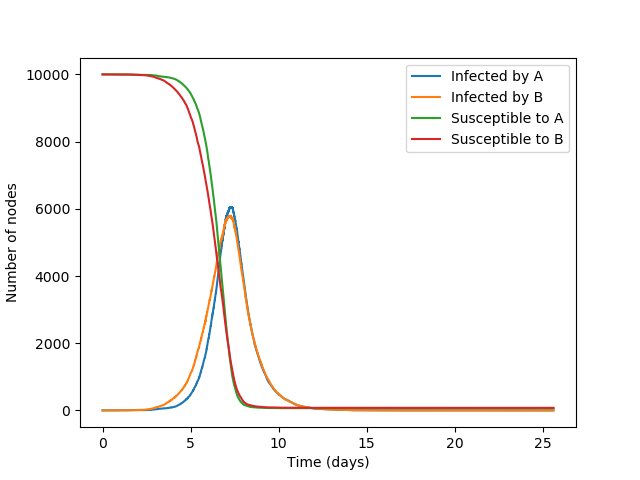 Infected by A
Infected by B
Susceptible to A
Susceptible to B
10000
8000
6000
4000
2000
0
Number of nodes
0 5 10 15 20 25
Time (days)